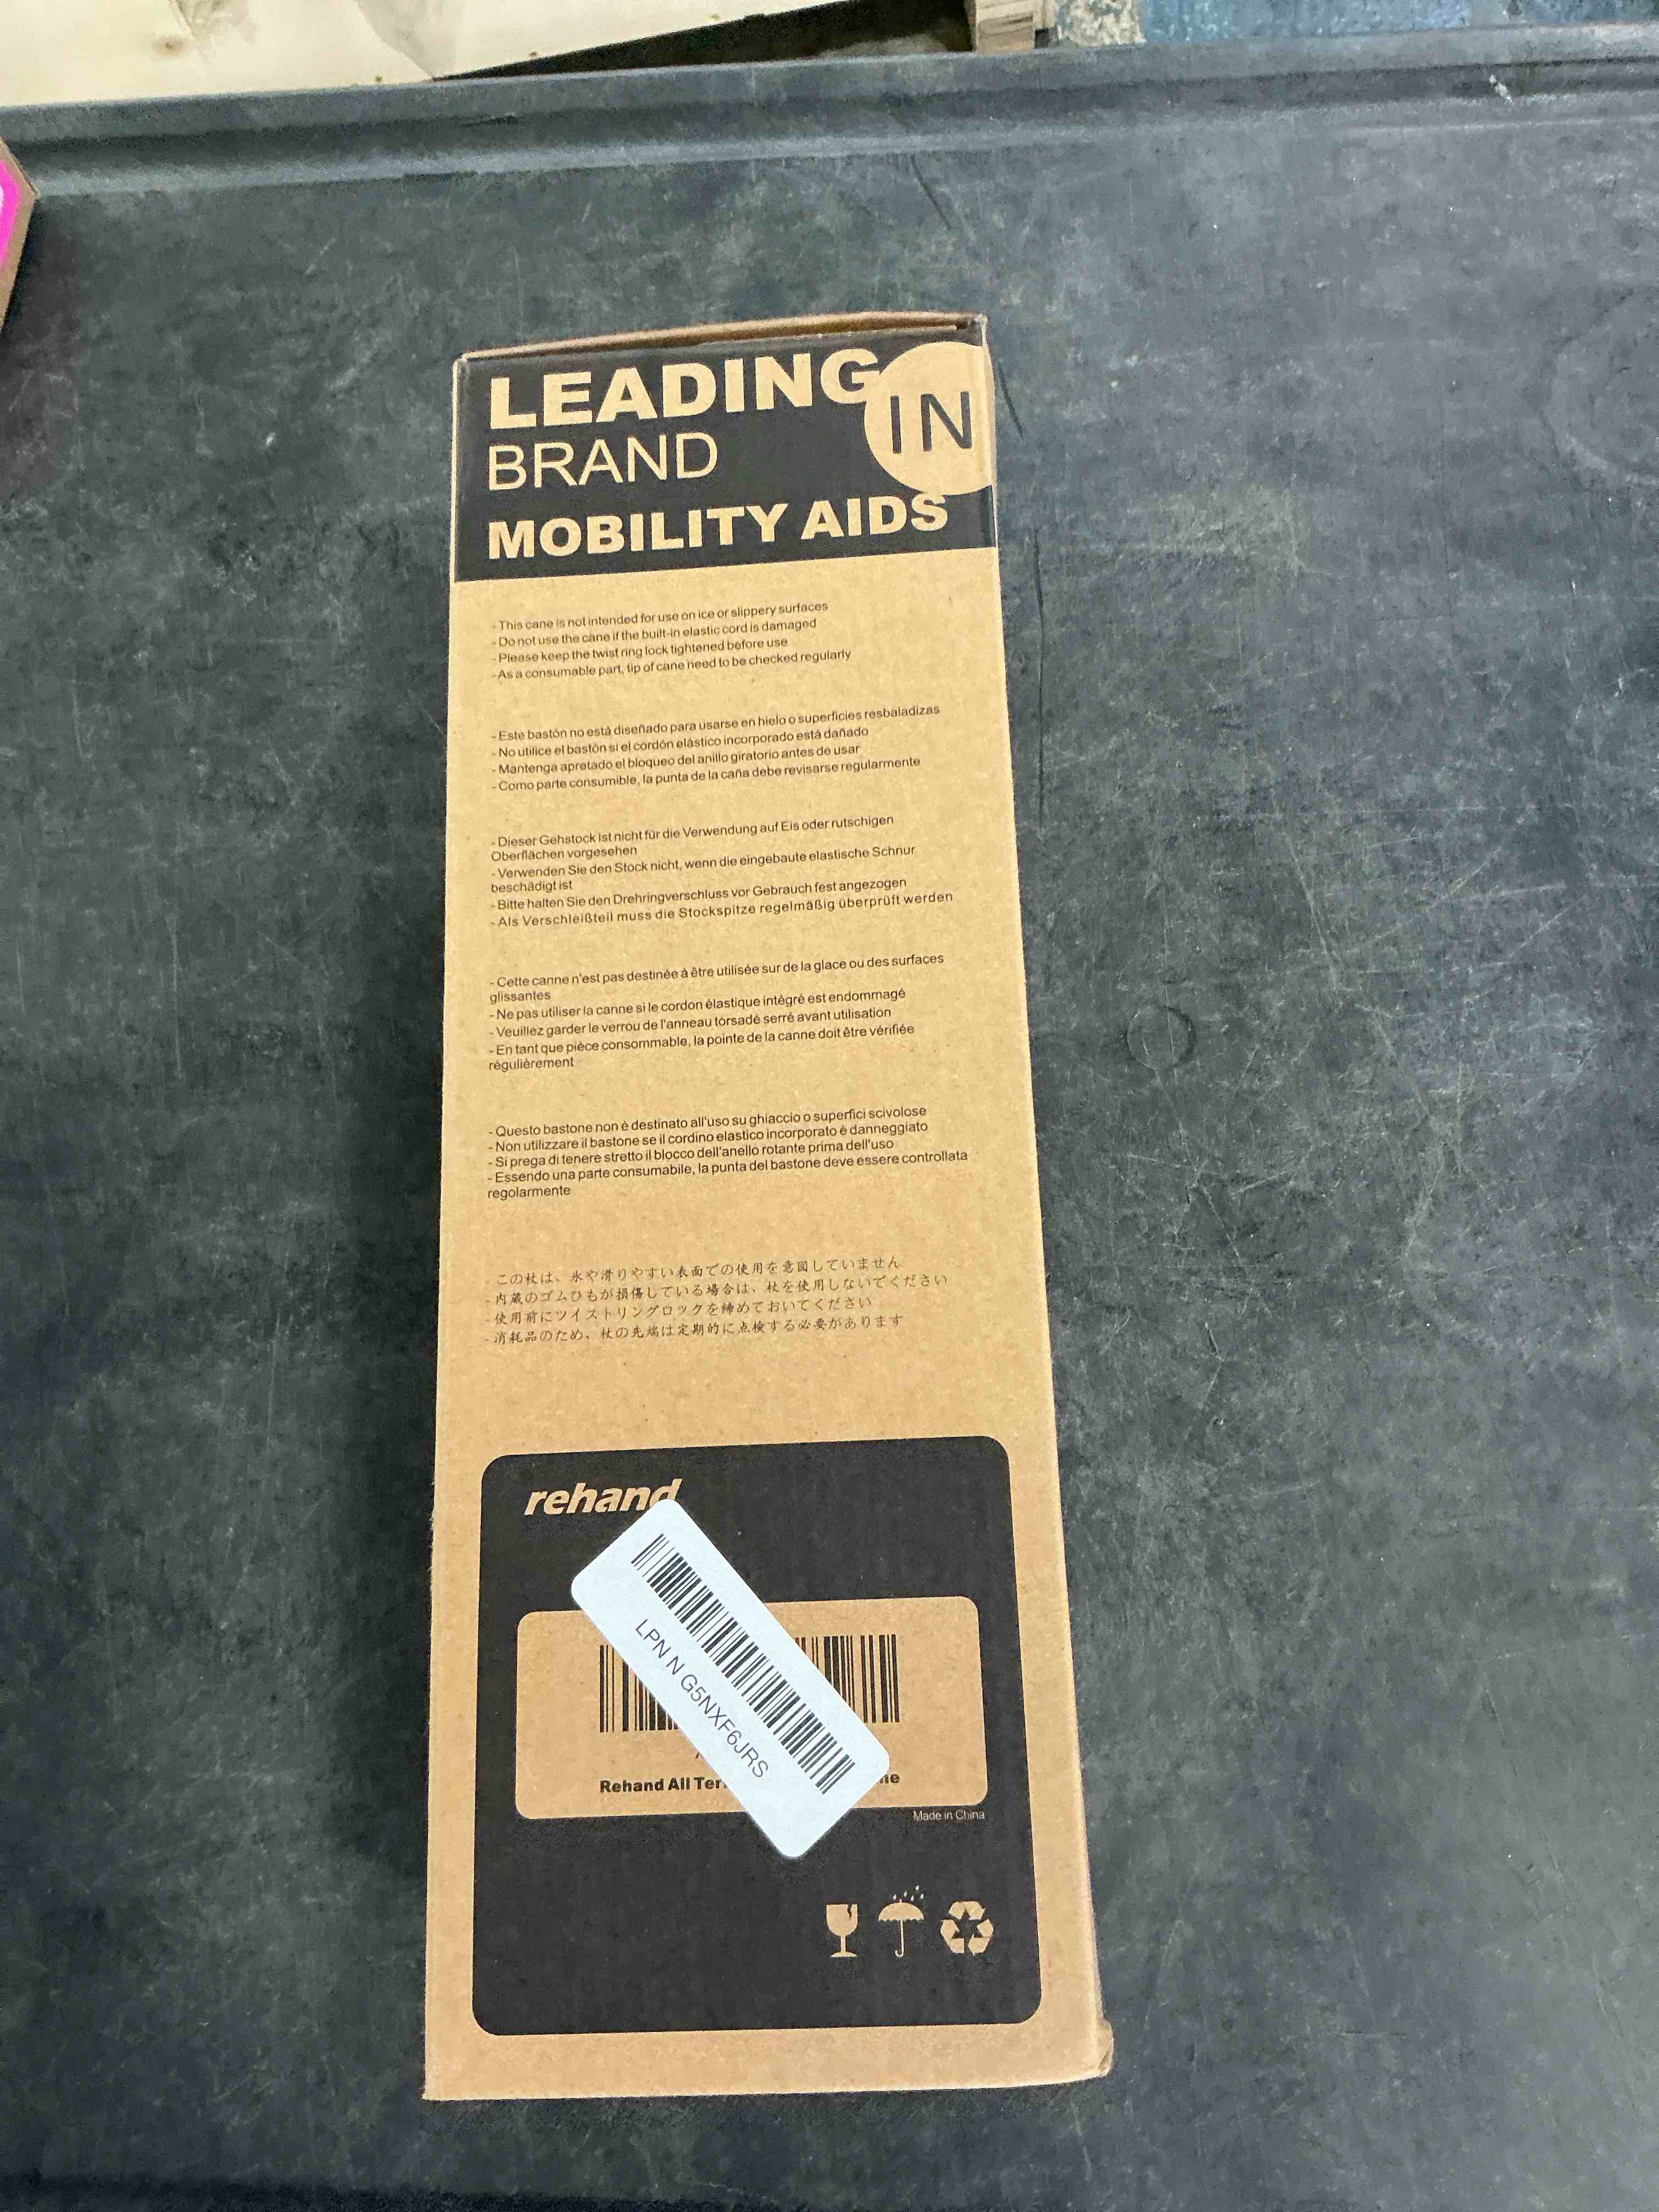 LEADING IN
BRAND
MOBILITY AIDS
- This cane is not intended for use on ice or slippery surfaces
- Do not use the cane if the built-in elastic cord is damaged
- Please keep the twist ring lock tightened before use
- As a consumable part, tip of cane need to be checked regularly
- Este bastón no está diseñado para usarse en hielo o superficies resbaladizas
- No utilice el bastón si el cordón elástico incorporado está dañado
- Mantenga apretado el bloqueo del anillo giratorio antes de usar
- Como parte consumible, la punta de la caña debe revisarse regularmente
- Dieser Gehstock ist nicht für die Verwendung auf Eis oder rutschigen
Oberflächen vorgesehen
- Verwenden Sie den Stock nicht, wenn die eingebaute elastische Schnur
beschädigt ist
- Bitte halten Sie den Drehringverschluss vor Gebrauch fest angezogen
- Als Verschleißteil muss die Stockspitze regelmäßig überprüft werden
- Cette canne n'est pas destinée à être utilisée sur de la glace ou des surfaces
glissantes
- Ne pas utiliser la canne si le cordon élastique intégré est endommagé
- Veuillez garder le verrou de l'anneau torsadé serré avant utilisation
- En tant que pièce consommable, la pointe de la canne doit être vérifiée
régulièrement
- Questo bastone non è destinato all'uso su ghiaccio o superfici scivolose
- Non utilizzare il bastone se il cordino elastico incorporato è danneggiato
- Si prega di tenere stretto il blocco dell'anello rotante prima dell'uso
- Essendo una parte consumabile, la punta del bastone deve essere controllata
regolarmente
- この杖は、氷や滑りやすい表面での使用を意図していません
- 内蔵のゴムひもが損傷している場合は、杖を使用しないでください
- 使用前にツイストリングロックを締めておいてください
- 消耗品のため、杖の先端は定期的に点検する必要があります
rehand
LPN N G5NXF6JRS
Rehand All Ter
Made in China